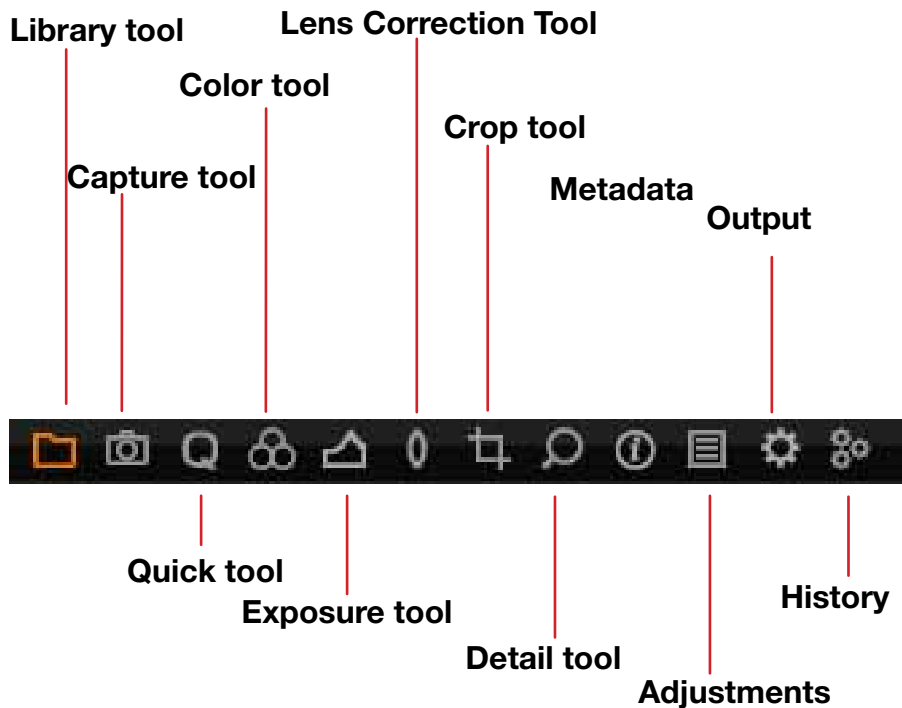 Library tool
Lens Correction Tool
Color tool
Crop tool
Capture tool
Metadata
Output
Quick tool
Exposure tool
History
Detail tool
Adjustments